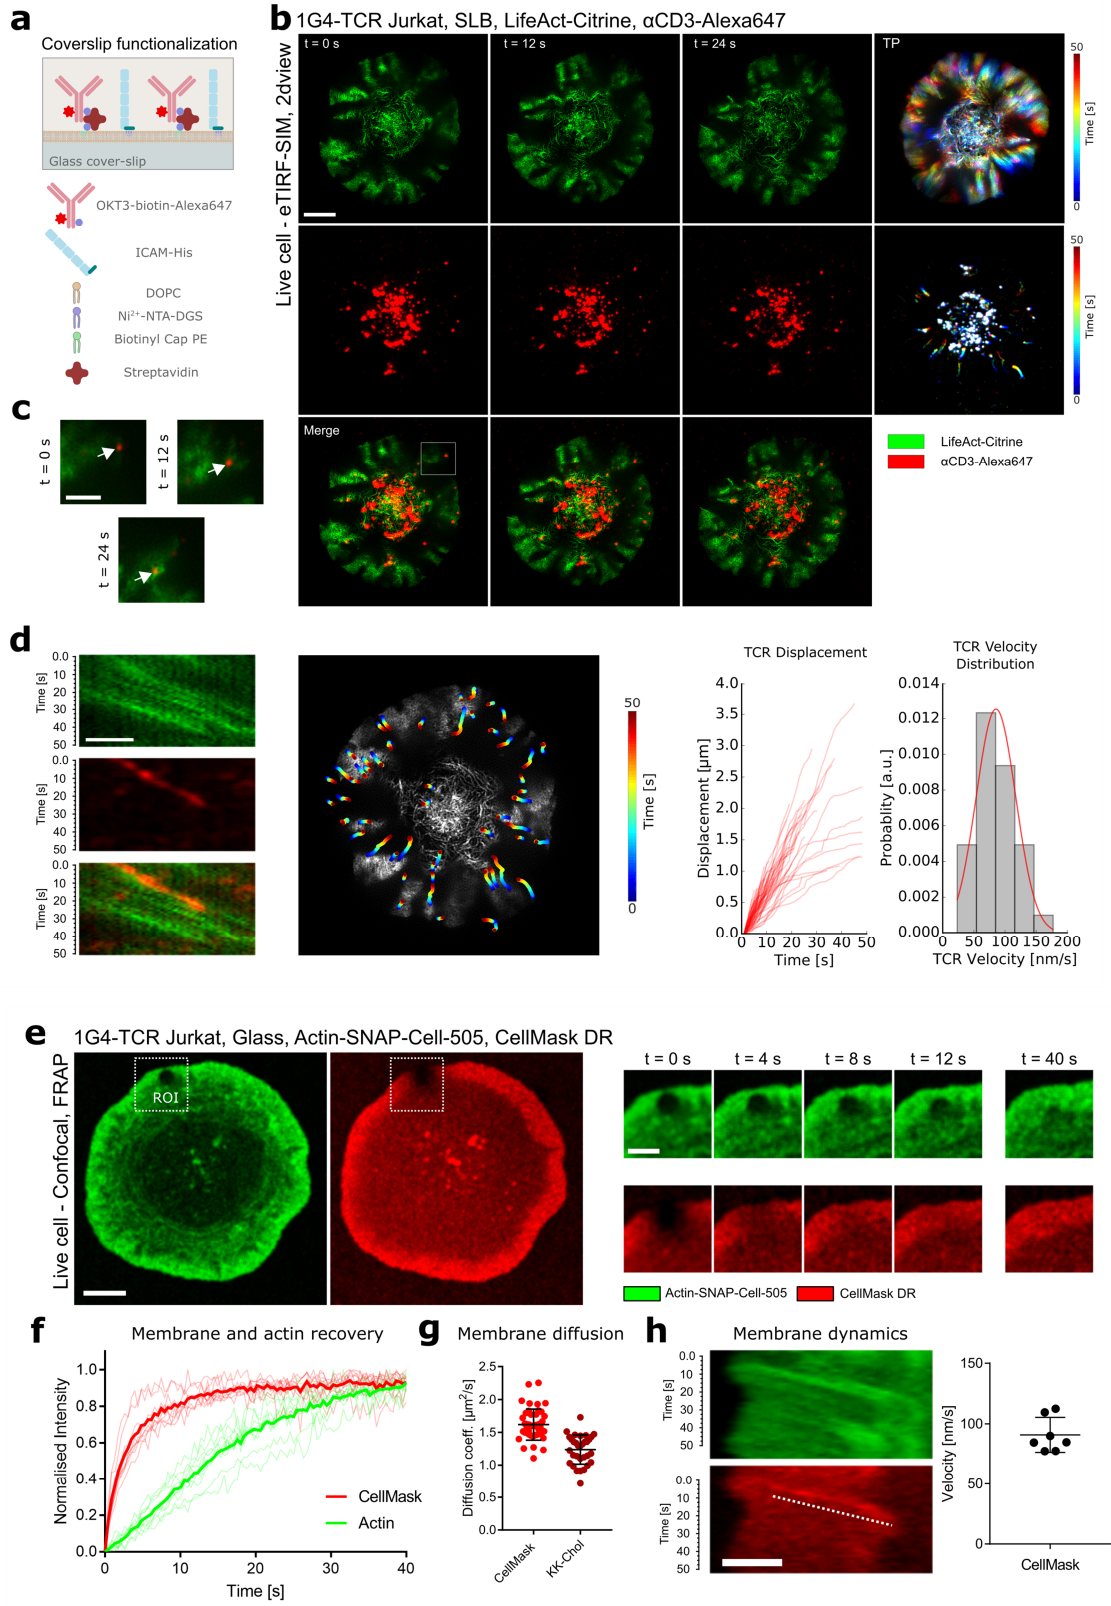 a
Coverslip functionalization
Glass cover-slip
OKT3-biotin-Alexa647
ICAM-His
DOPC
Ni²⁺-NTA-DGS
Biotinyl Cap PE
Streptavidin
b
1G4-TCR Jurkat, SLB, LifeAct-Citrine, αCD3-Alexa647
Live cell - eTIRF-SIM, 2dview
t = 0 s
t = 12 s
t = 24 s
TP
50
Time [s]
0
50
Time [s]
0
Merge
LifeAct-Citrine
αCD3-Alexa647
c
t = 0 s
t = 12 s
t = 24 s
d
0.0
10
20
30
40
50
Time [s]
0.0
10
20
30
40
50
Time [s]
0.0
10
20
30
40
50
Time [s]
50
Time [s]
0
TCR Displacement
4.0
3.5
3.0
2.5
2.0
1.5
1.0
0.5
0.0
Displacement [μm]
0 10 20 30 40 50
Time [s]
TCR Velocity
Distribution
0.014
0.012
0.010
0.008
0.006
0.004
0.002
0.000
Probablity [a.u.]
0 50 100 150 200
TCR Velocity [nm/s]
e
1G4-TCR Jurkat, Glass, Actin-SNAP-Cell-505, CellMask DR
Live cell - Confocal, FRAP
ROI
t = 0 s
t = 4 s
t = 8 s
t = 12 s
t = 40 s
Actin-SNAP-Cell-505
CellMask DR
f
Membrane and actin recovery
1.0
0.8
0.6
0.4
0.2
0.0
Normalised Intensity
CellMask
Actin
0 10 20 30 40
Time [s]
g
Membrane diffusion
2.5
2.0
1.5
1.0
0.5
0.0
Diffusion coeff. [μm²/s]
CellMask
KK-Chol
h
Membrane dynamics
0.0
10
20
30
40
50
Time [s]
0.0
10
20
30
40
50
Time [s]
150
100
50
0
Velocity [nm/s]
CellMask